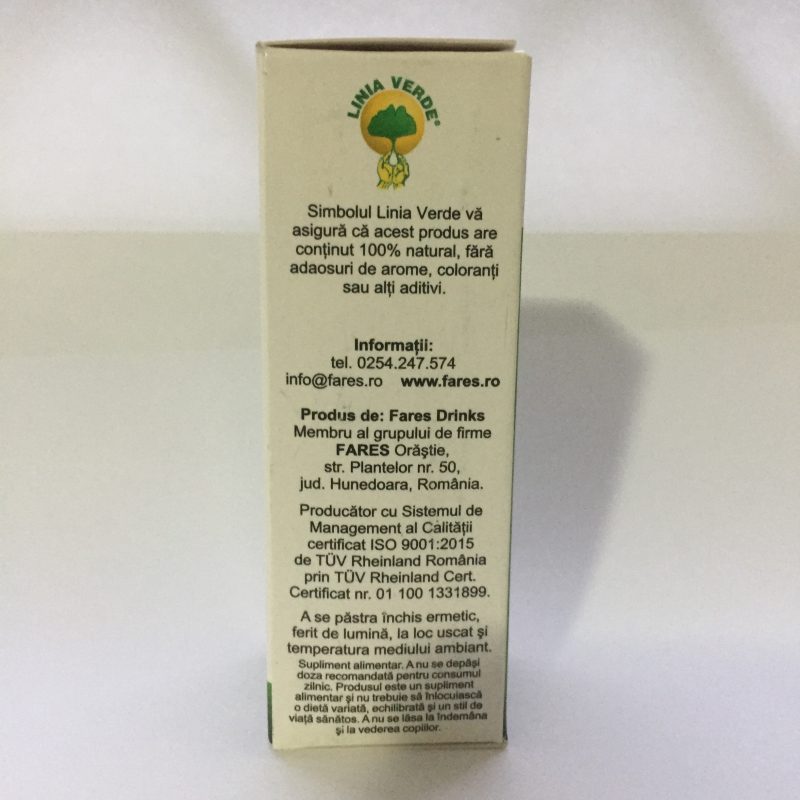 LINIA VERDE®
Simbolul Linia Verde vă
asigură că acest produs are
conținut 100% natural, fără
adaosuri de arome, coloranți
sau alți aditivi.
Informații:
tel. 0254.247.574
info@fares.ro www.fares.ro
Produs de: Fares Drinks
Membru al grupului de firme
FARES Orăștie,
str. Plantelor nr. 50,
jud. Hunedoara, România.
Producător cu Sistemul de
Management al Calității
certificat ISO 9001:2015
de TÜV Rheinland România
prin TÜV Rheinland Cert.
Certificat nr. 01 100 1331899.
A se păstra închis ermetic,
ferit de lumină, la loc uscat şi
temperatura mediului ambiant.
Supliment alimentar. A nu se depăşi
doza recomandată pentru consumul
zilnic. Produsul este un supliment
alimentar şi nu trebuie să înlocuiască
o dietă variată, echilibrată şi un stil de
viață sănătos. A nu se lăsa la îndemâna
şi la vederea copiilor.